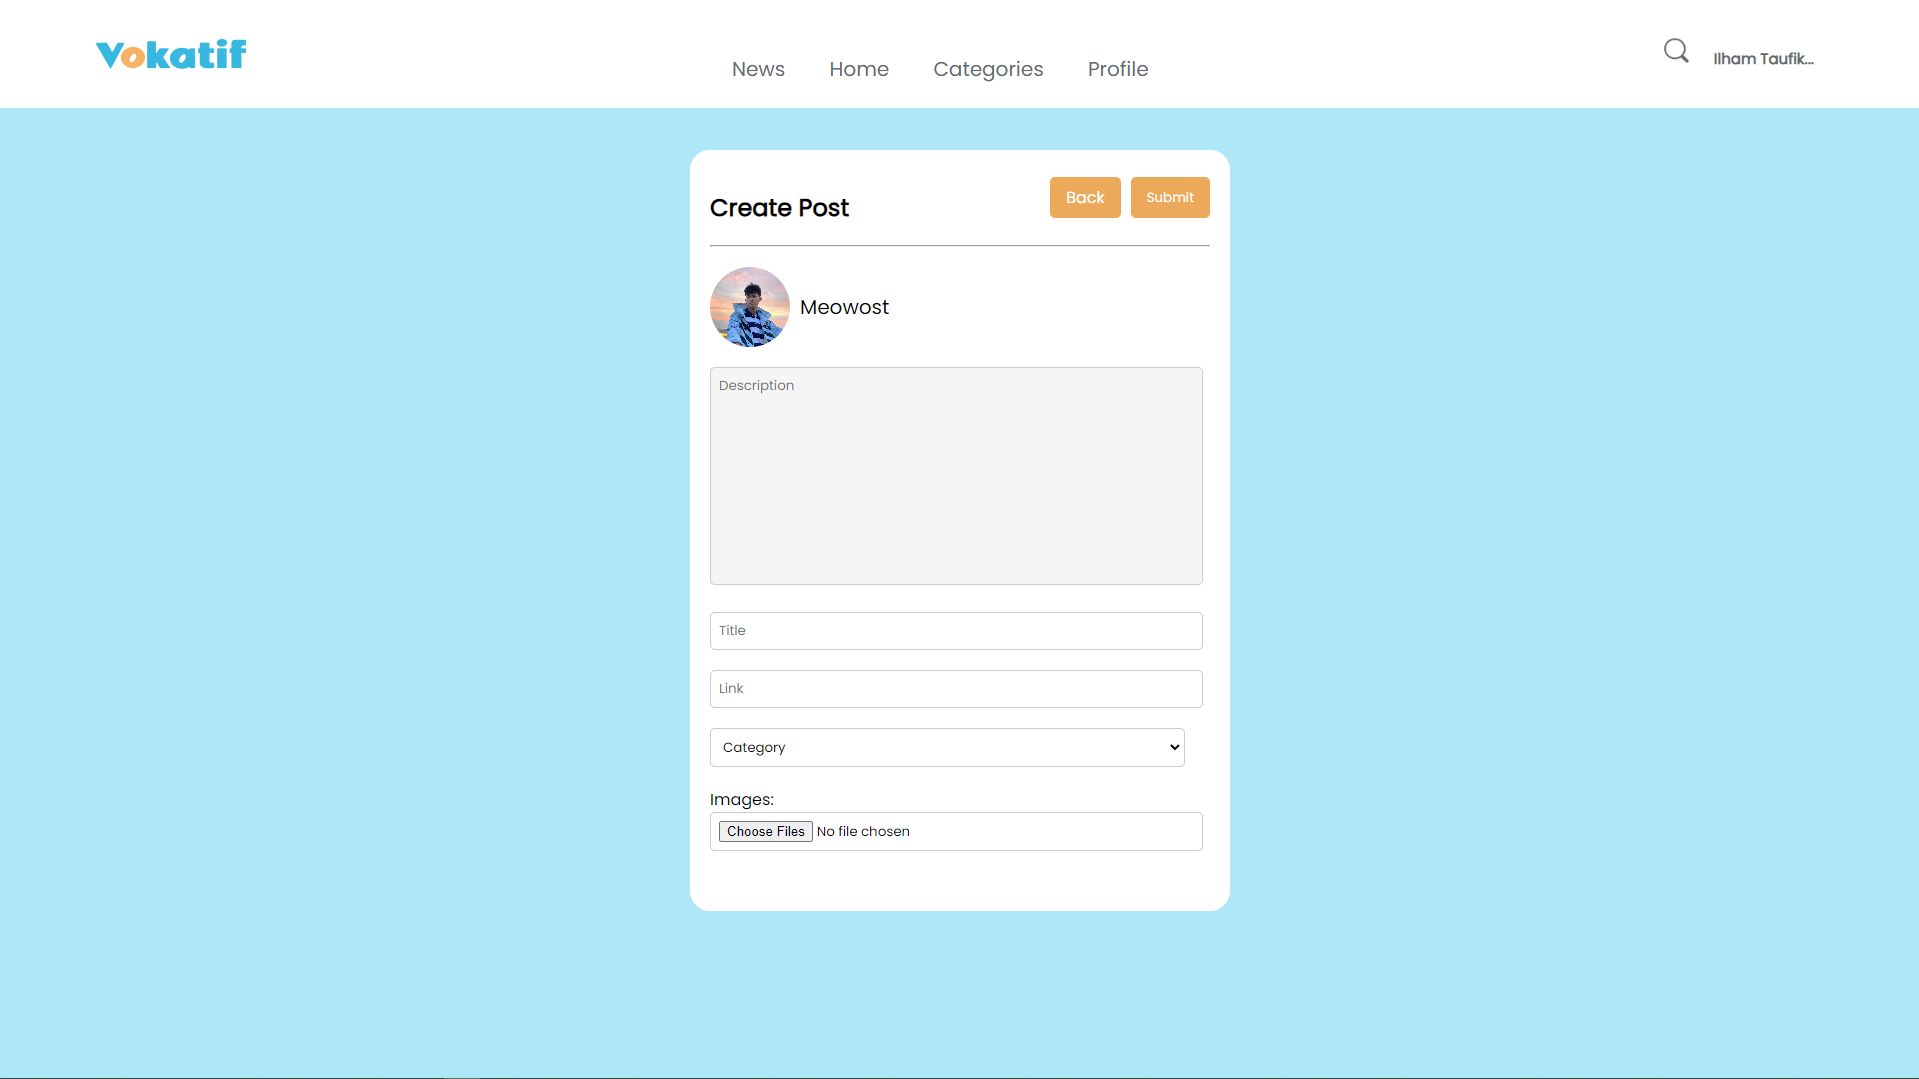 Vokatif
News Home Categories Profile
Ilham Taufik...
Create Post
Back Submit
Meowost
Description
Title
Link
Category
Images:
Choose Files No file chosen